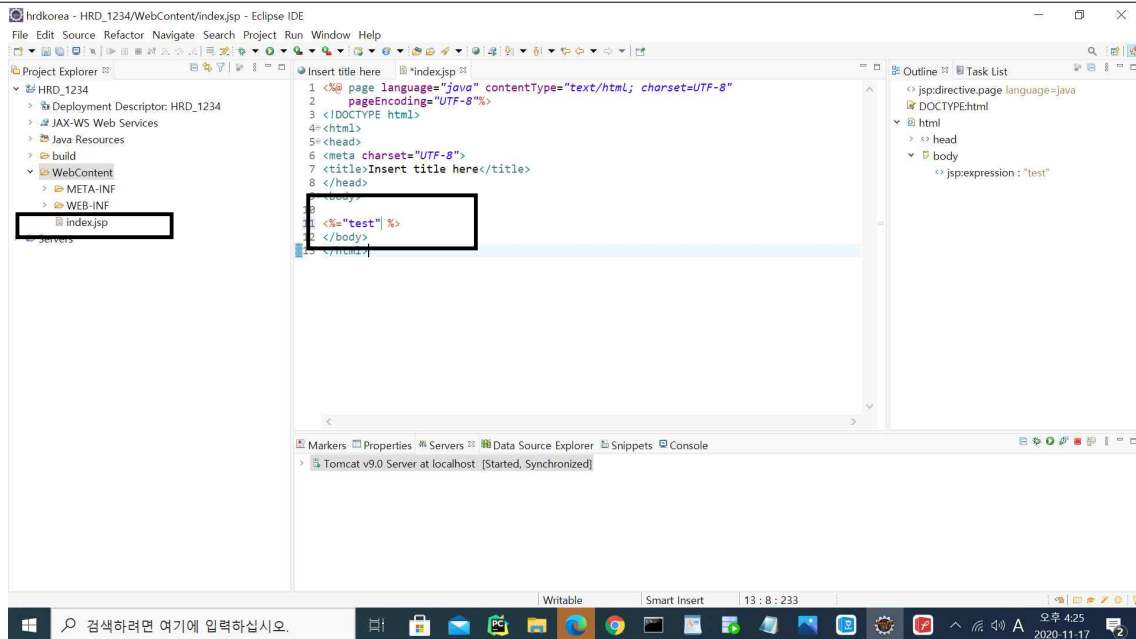 hrdkorea - HRD_1234/WebContent/index.jsp - Eclipse IDE
File Edit Source Refactor Navigate Search Project Run Window Help
Project Explorer
HRD_1234
Deployment Descriptor: HRD_1234
JAX-WS Web Services
Java Resources
build
WebContent
META-INF
WEB-INF
index.jsp
Servers
Insert title here *index.jsp
1 <%@ page language="java" contentType="text/html; charset=UTF-8"
2 pageEncoding="UTF-8"%>
3 <!DOCTYPE html>
4 <html>
5 <head>
6 <meta charset="UTF-8">
7 <title>Insert title here</title>
8 </head>
9 <body>
10
11 <%="test" %>
12 </body>
13 </html>
Outline Task List
jsp:directive.page language=java
DOCTYPE:html
html
head
body
jsp:expression : "test"
Markers Properties Servers Data Source Explorer Snippets Console
Tomcat v9.0 Server at localhost [Started, Synchronized]
Writable Smart Insert 13 : 8 : 233
검색하려면 여기에 입력하십시오.
A 오후 4:25
2020-11-17
2